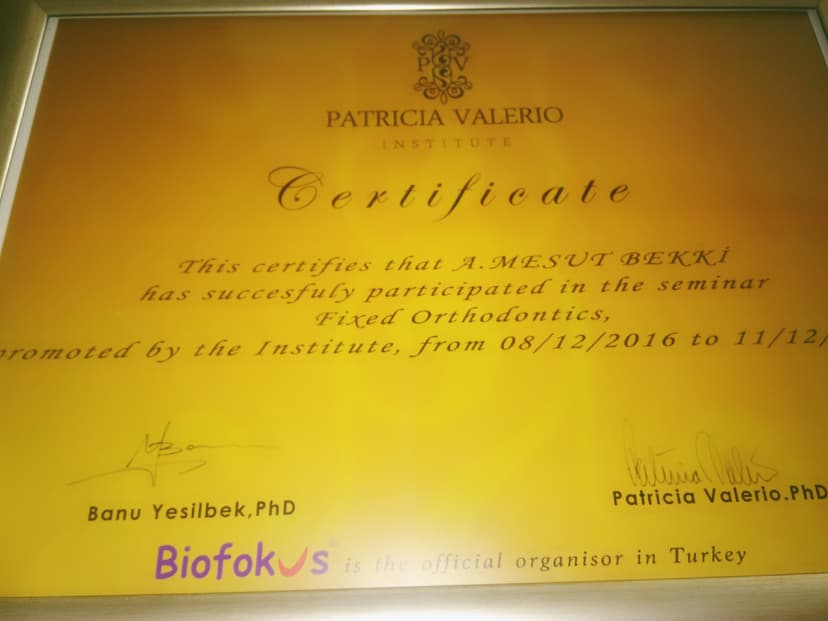 P V
PATRICIA VALERIO
INSTITUTE
Certificate
This certifies that A.MESUT BEKKİ
has succesfuly participated in the seminar
Fixed Orthodontics,
promoted by the Institute, from 08/12/2016 to 11/12/
Banu Yesilbek,PhD
Patricia Valerio.PhD
Biofokus is the official organisor in Turkey